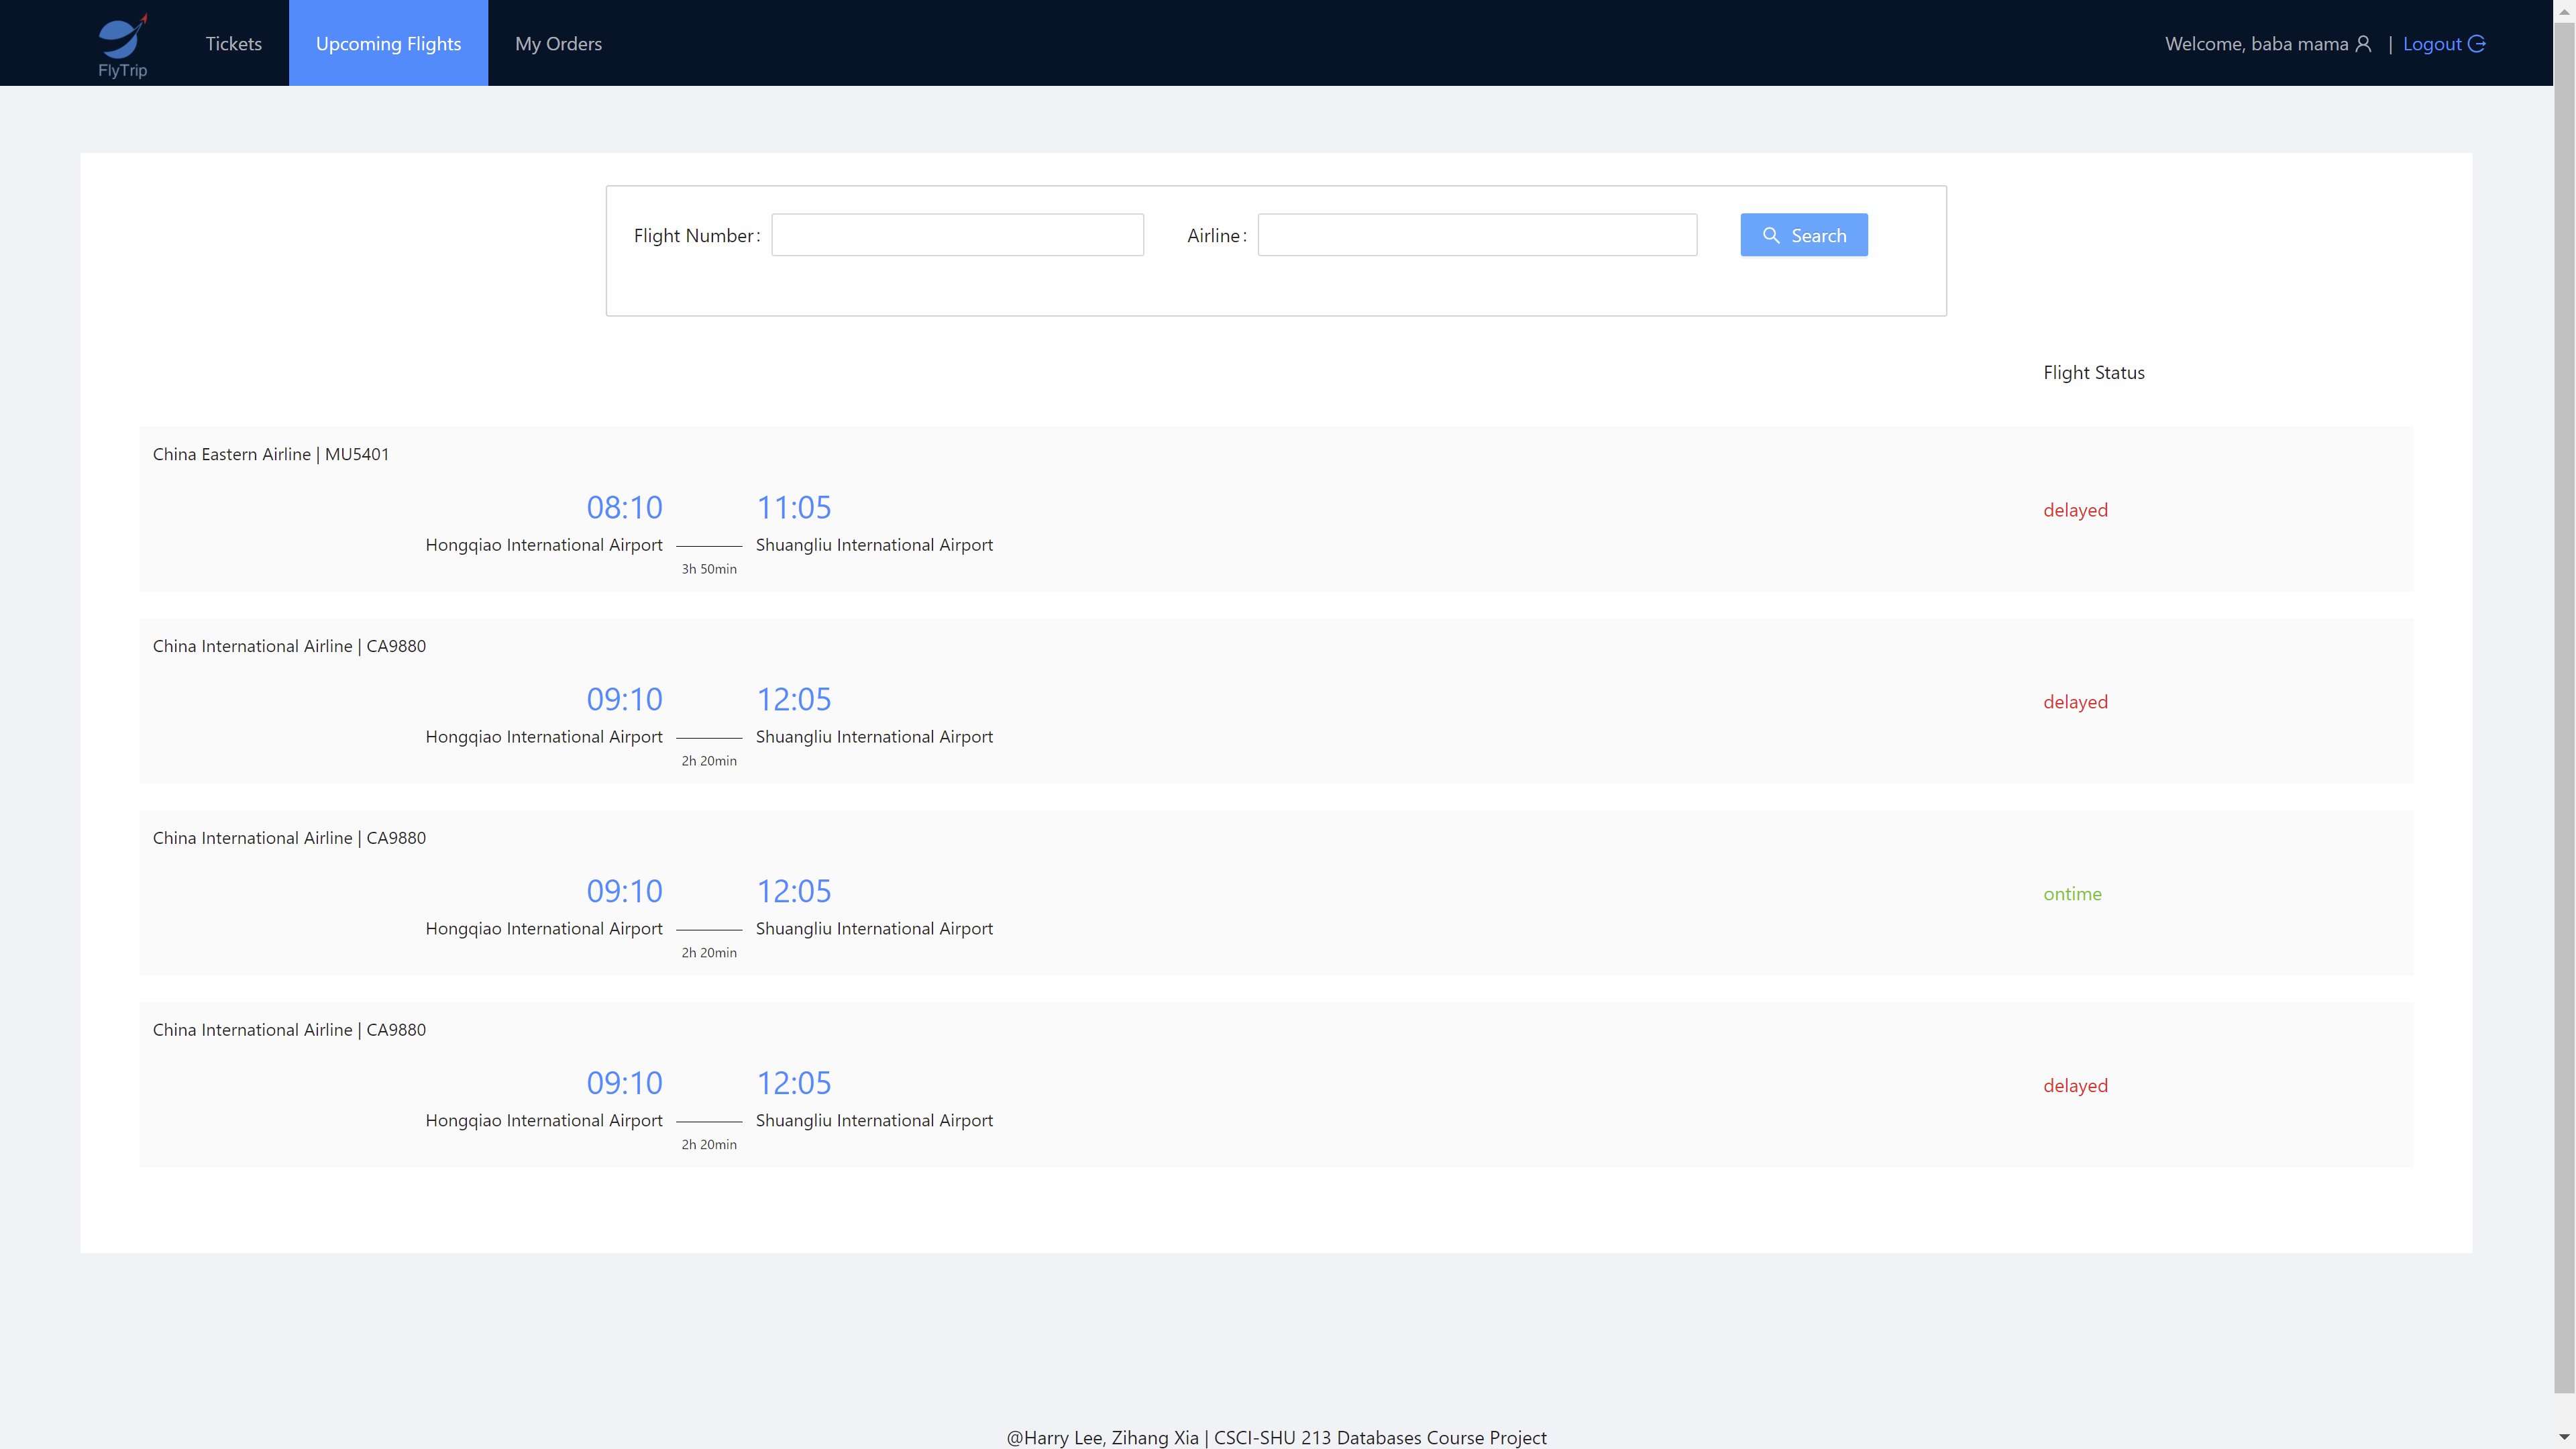 FlyTrip
Tickets
Upcoming Flights
My Orders
Welcome, baba mama | Logout
Flight Number:
Airline:
Search
Flight Status
China Eastern Airline | MU5401
08:10
11:05
Hongqiao International Airport
Shuangliu International Airport
3h 50min
delayed
China International Airline | CA9880
09:10
12:05
Hongqiao International Airport
Shuangliu International Airport
2h 20min
delayed
China International Airline | CA9880
09:10
12:05
Hongqiao International Airport
Shuangliu International Airport
2h 20min
ontime
China International Airline | CA9880
09:10
12:05
Hongqiao International Airport
Shuangliu International Airport
2h 20min
delayed
@Harry Lee, Zihang Xia | CSCI-SHU 213 Databases Course Project